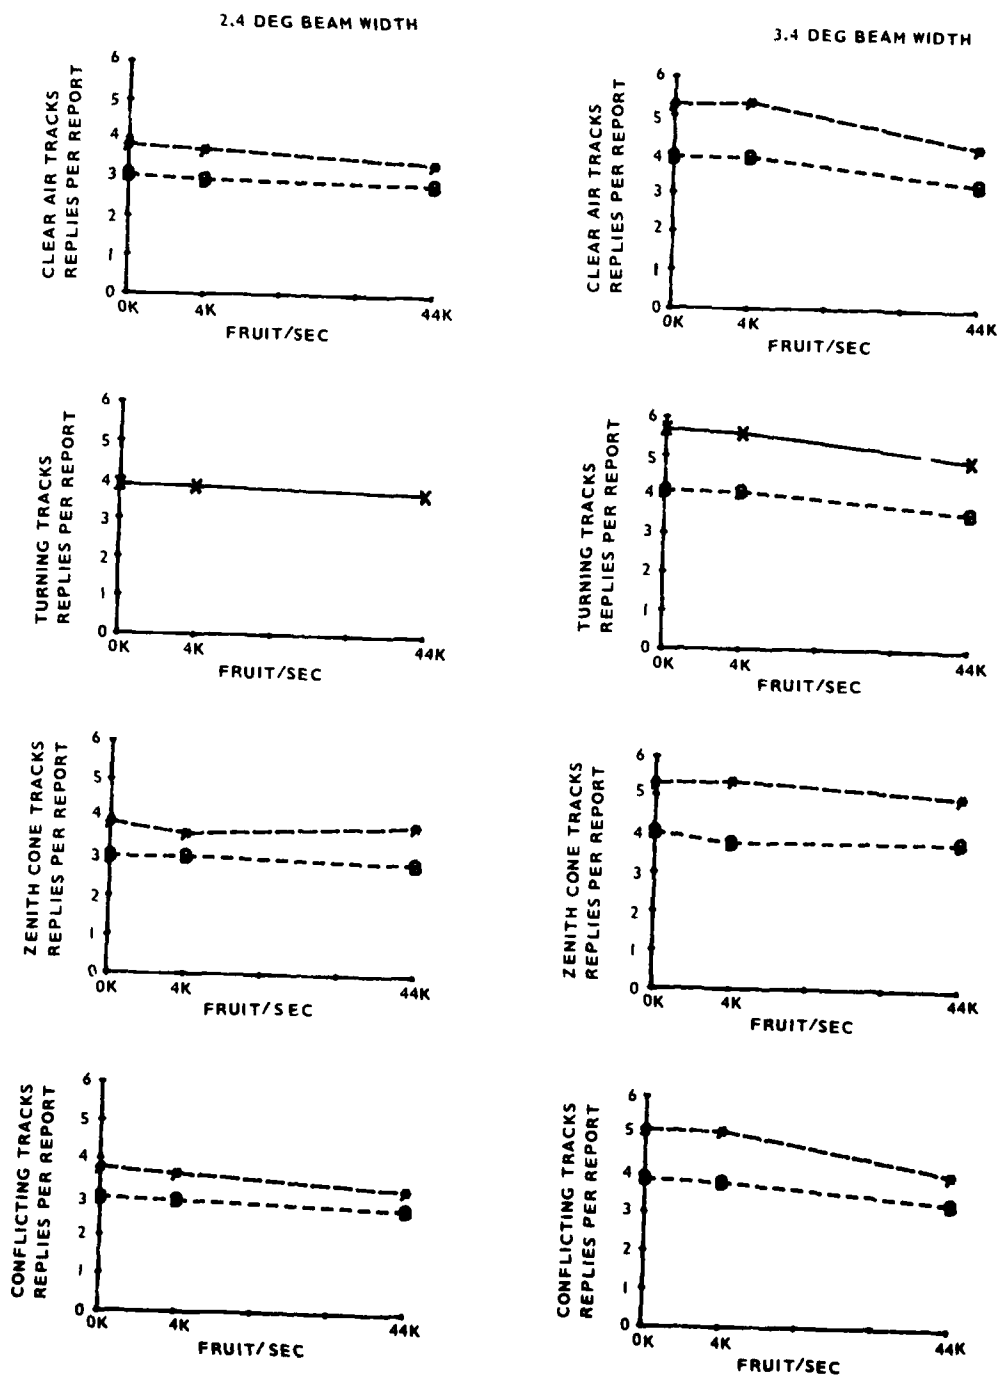 2.4 DEG BEAM WIDTH
3.4 DEG BEAM WIDTH
CLEAR AIR TRACKS
REPLIES PER REPORT
6
5
4
3
2
1
0
0K 4K 44K
FRUIT/SEC
CLEAR AIR TRACKS
REPLIES PER REPORT
6
5
4
3
2
1
0
0K 4K 44K
FRUIT/SEC
TURNING TRACKS
REPLIES PER REPORT
6
5
4
3
2
1
0
0K 4K 44K
FRUIT/SEC
TURNING TRACKS
REPLIES PER REPORT
6
5
4
3
2
1
0
0K 4K 44K
FRUIT/SEC
ZENITH CONE TRACKS
REPLIES PER REPORT
6
5
4
3
2
1
0
0K 4K 44K
FRUIT/SEC
ZENITH CONE TRACKS
REPLIES PER REPORT
6
5
4
3
2
1
0
0K 4K 44K
FRUIT/SEC
CONFLICTING TRACKS
REPLIES PER REPORT
6
5
4
3
2
1
0
0K 4K 44K
FRUIT/SEC
CONFLICTING TRACKS
REPLIES PER REPORT
6
5
4
3
2
1
0
0K 4K 44K
FRUIT/SEC